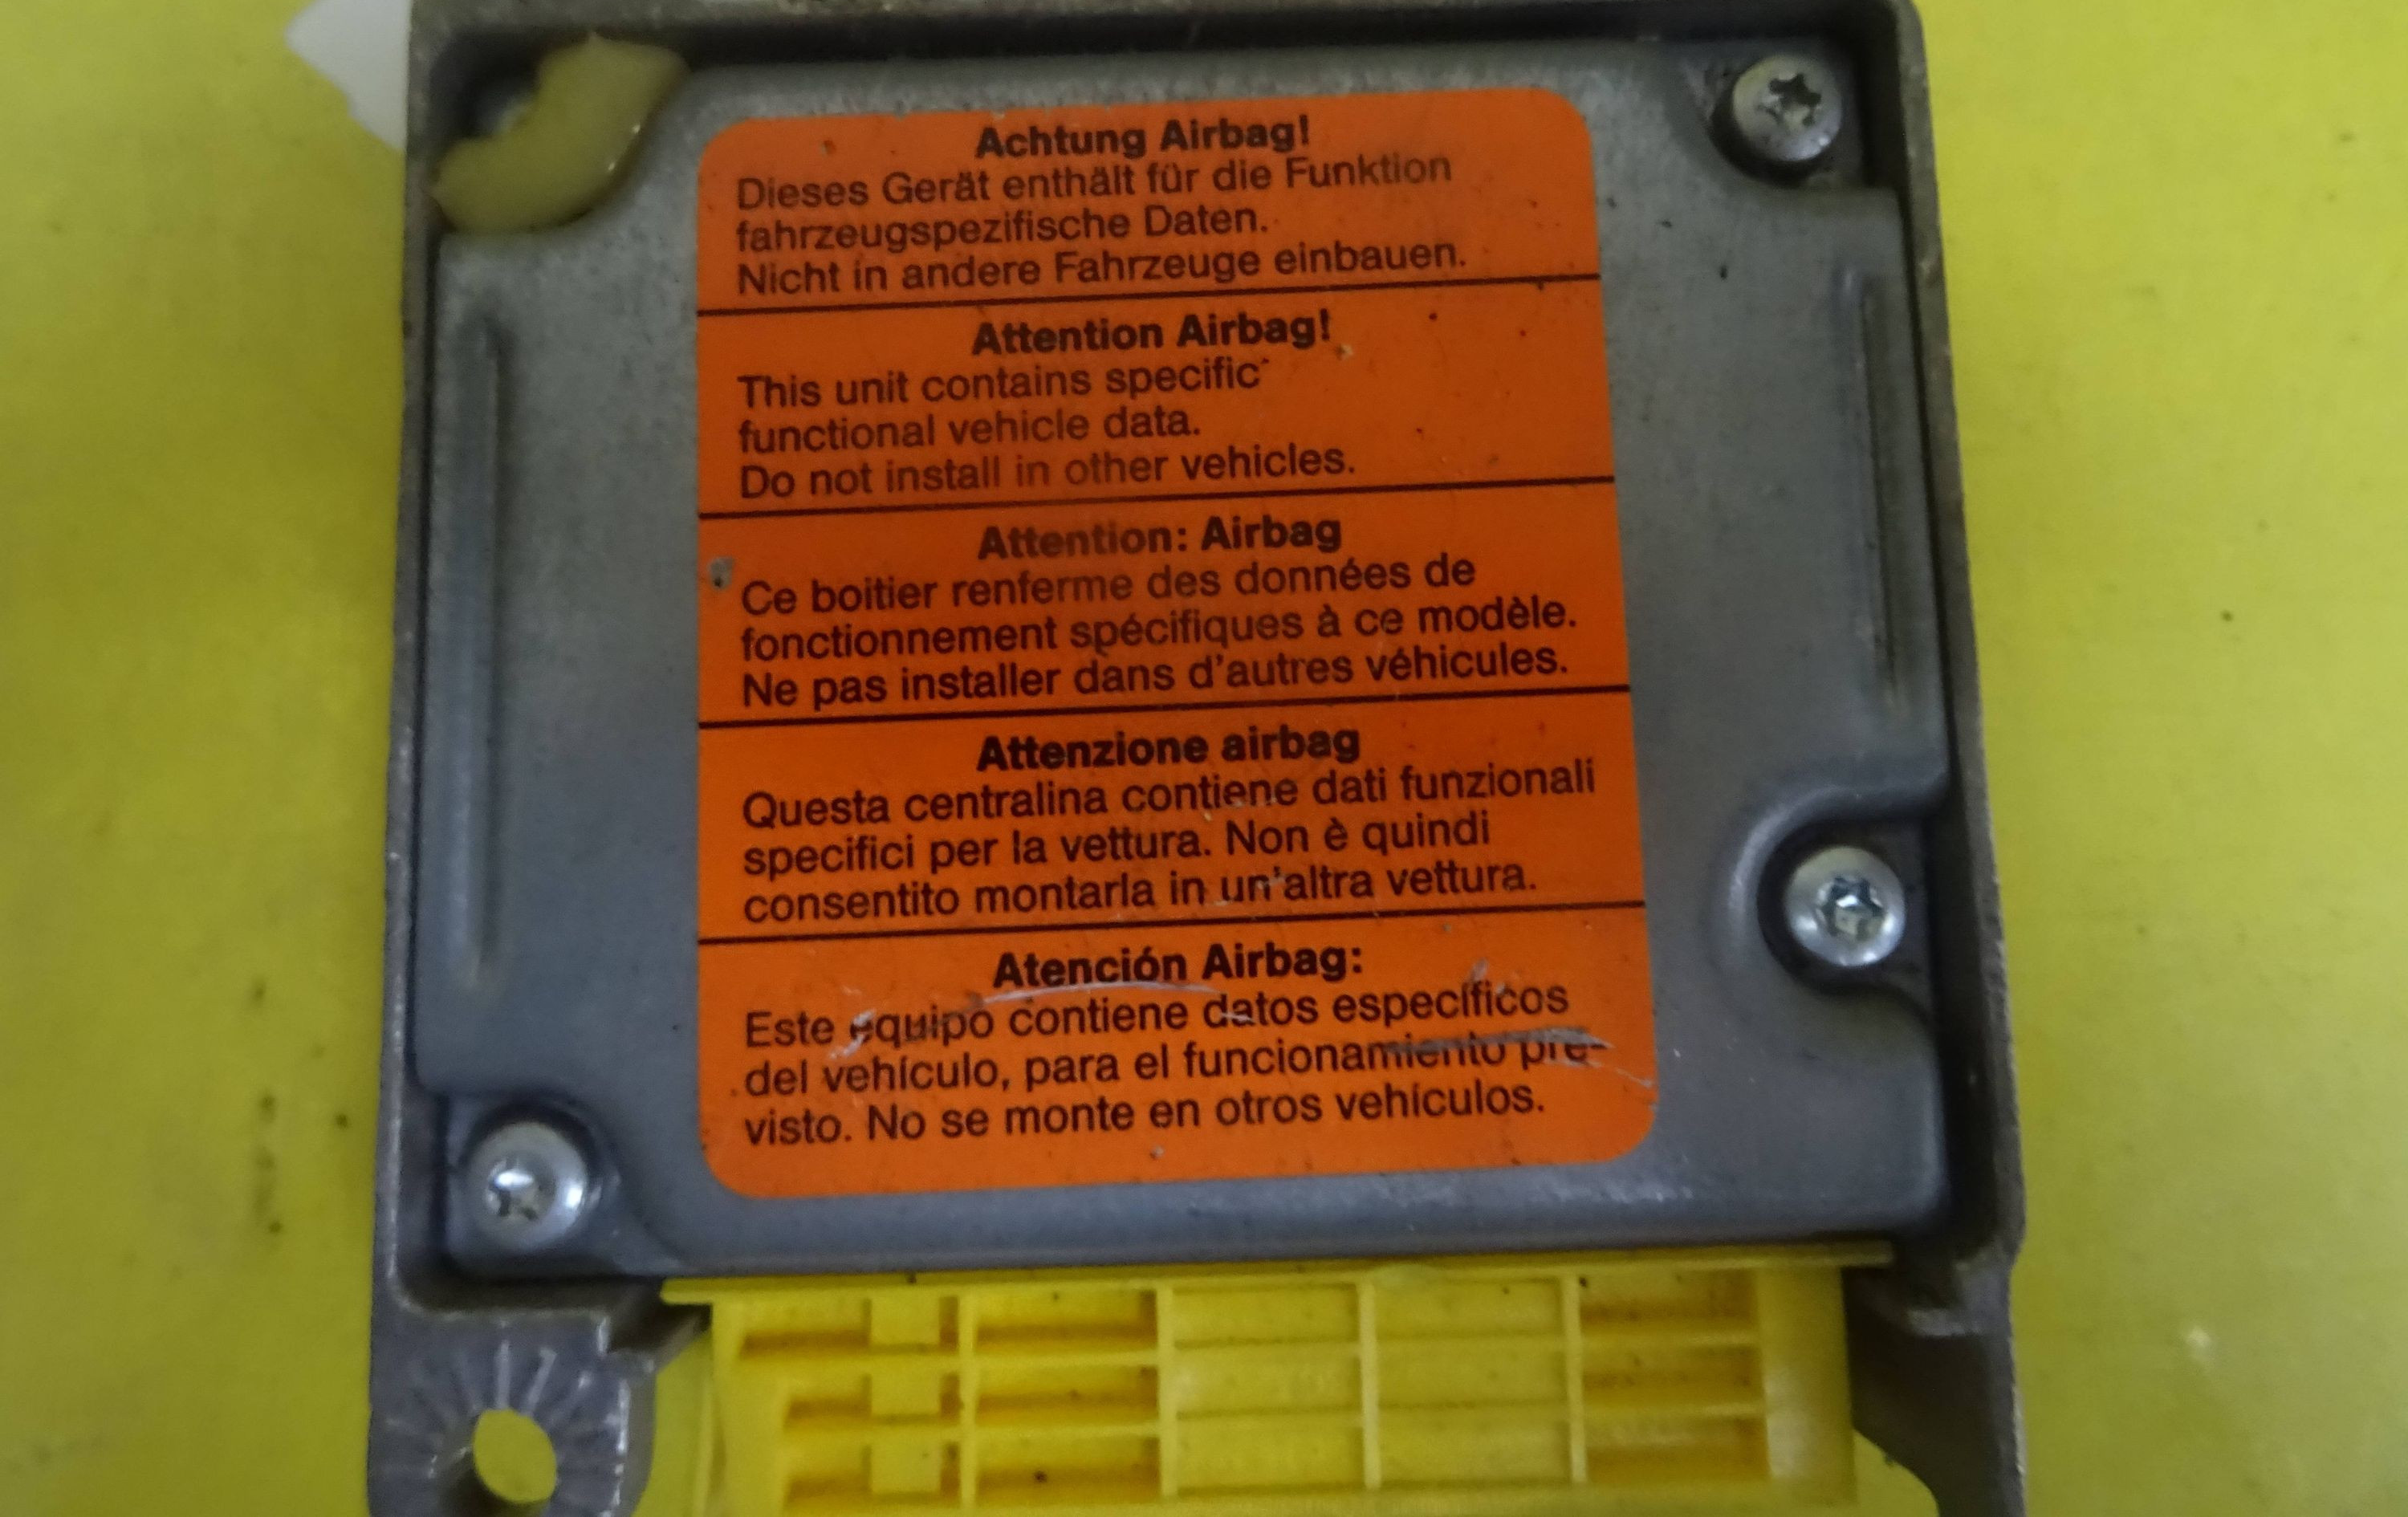 Achtung Airbag!
Dieses Gerät enthält für die Funktion
fahrzeugspezifische Daten.
Nicht in andere Fahrzeuge einbauen.
Attention Airbag!
This unit contains specific
functional vehicle data.
Do not install in other vehicles.
Attention: Airbag
Ce boitier renferme des données de
fonctionnement spécifiques à ce modèle.
Ne pas installer dans d'autres véhicules.
Attenzione airbag
Questa centralina contiene dati funzionali
specifici per la vettura. Non è quindi
consentito montarla in un'altra vettura.
Atención Airbag:
Este equipo contiene datos específicos
del vehículo, para el funcionamiento pre-
visto. No se monte en otros vehículos.